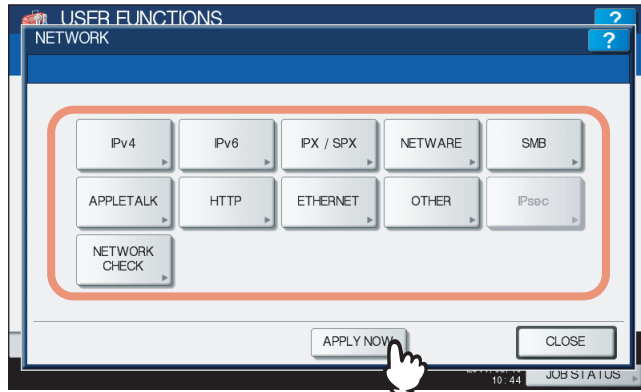 USER FUNCTIONS
?
NETWORK
?
IPv4
IPv6
IPX / SPX
NETWARE
SMB
APPLETALK
HTTP
ETHERNET
OTHER
IPsec
NETWORK
CHECK
APPLY NOW
CLOSE
10:44
JOB STATUS